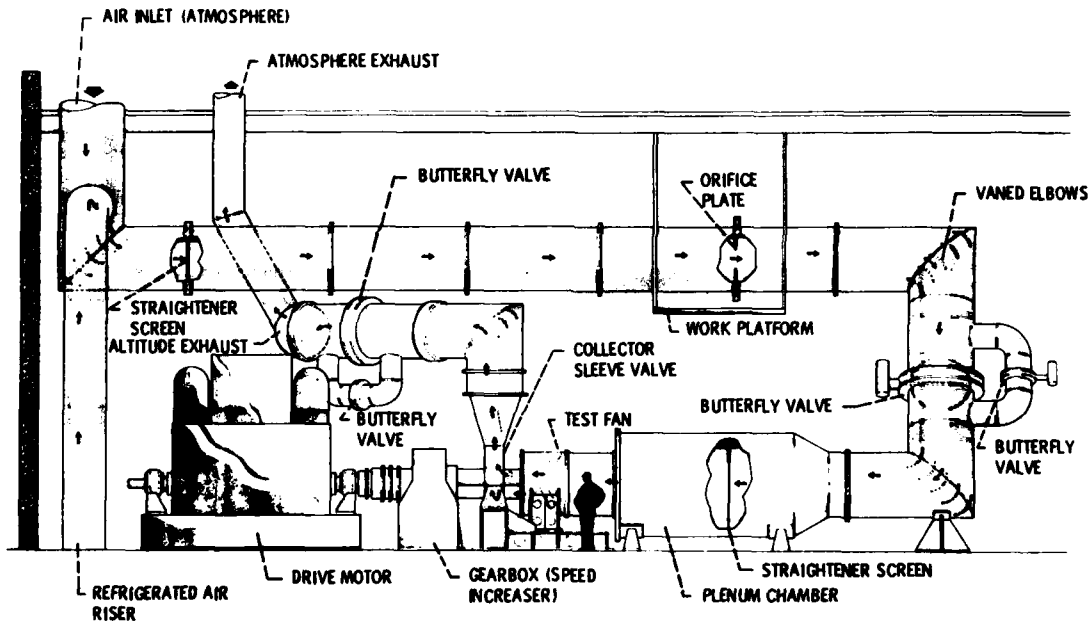 AIR INLET (ATMOSPHERE)
ATMOSPHERE EXHAUST
BUTTERFLY VALVE
ORIFICE
PLATE
VANED ELBOWS
STRAIGHTENER
SCREEN
ALTITUDE EXHAUST
WORK PLATFORM
COLLECTOR
SLEEVE VALVE
BUTTERFLY VALVE
TEST FAN
BUTTERFLY
VALVE
BUTTERFLY
VALVE
REFRIGERATED AIR
RISER
DRIVE MOTOR
GEARBOX (SPEED
INCREASER)
STRAIGHTENER SCREEN
PLENUM CHAMBER